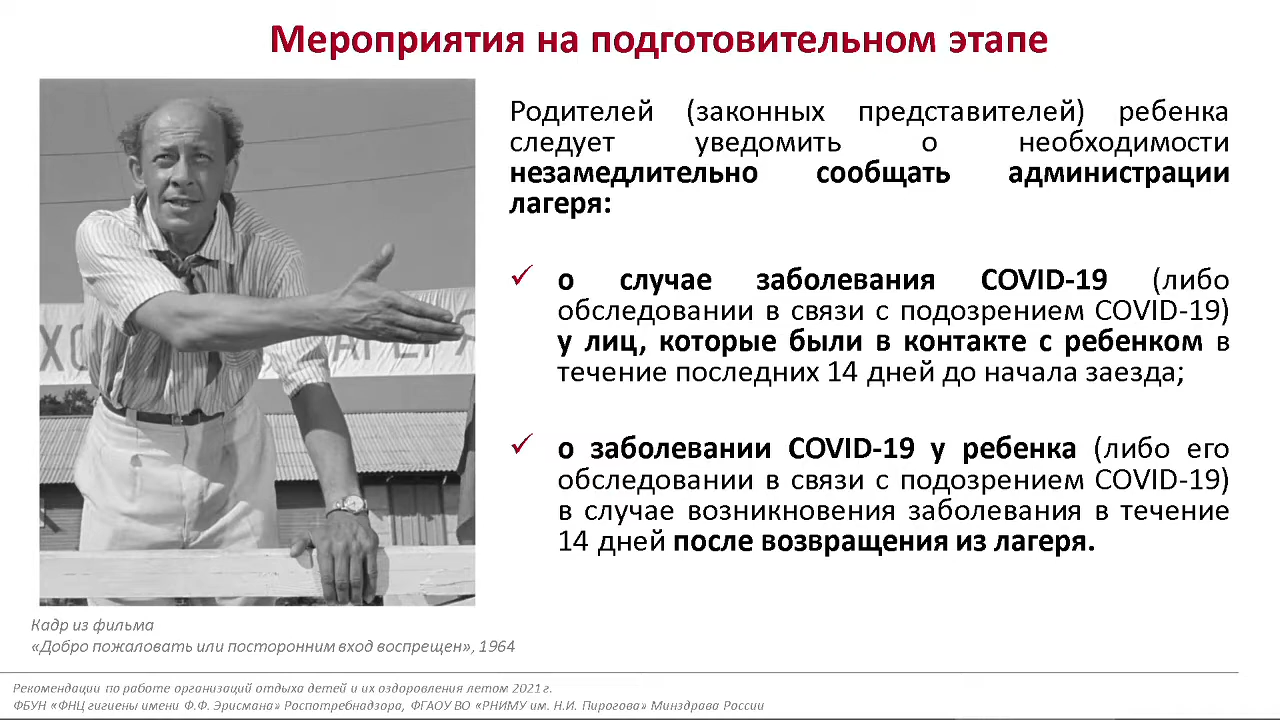 Мероприятия на подготовительном этапе
Родителей (законных представителей) ребенка
следует уведомить о необходимости
незамедлительно сообщать администрации
лагеря:
о случае заболевания COVID-19 (либо
обследовании в связи с подозрением COVID-19)
у лиц, которые были в контакте с ребенком в
течение последних 14 дней до начала заезда;
о заболевании COVID-19 у ребенка (либо его
обследовании в связи с подозрением COVID-19)
в случае возникновения заболевания в течение
14 дней после возвращения из лагеря.
Кадр из фильма
«Добро пожаловать или посторонним вход воспрещен», 1964
Рекомендации по работе организаций отдыха детей и их оздоровления летом 2021 г.
ФБУН «ФНЦ гигиены имени Ф.Ф. Эрисмана» Роспотребнадзора, ФГАОУ ВО «РНИМУ им. Н.И. Пирогова» Минздрава России